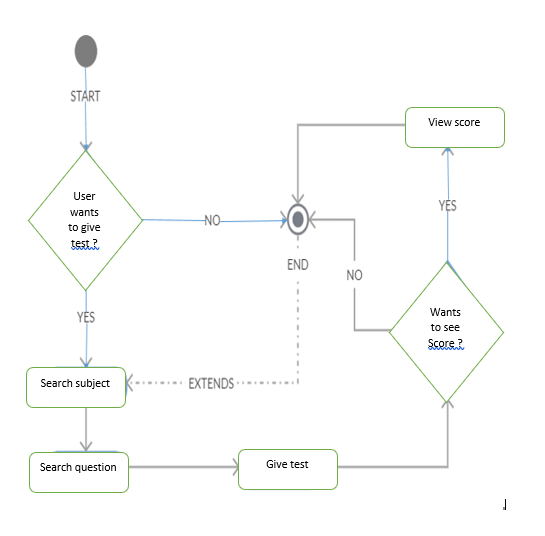 START
User
wants
to give
test ?
NO
END
YES
Search subject
EXTENDS
Search question
Give test
Wants
to see
Score ?
NO
YES
View score